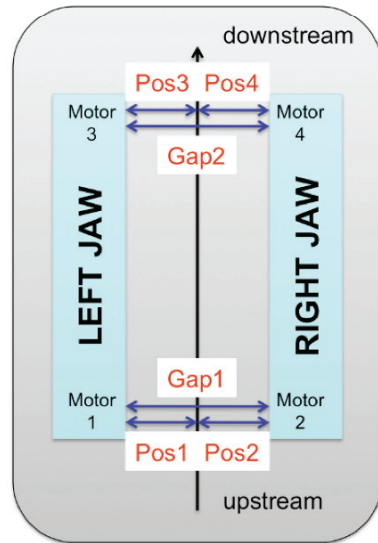 downstream
Pos3 Pos4
Motor
3
Motor
4
Gap2
LEFT JAW
RIGHT JAW
Gap1
Motor
1
Motor
2
Pos1 Pos2
upstream